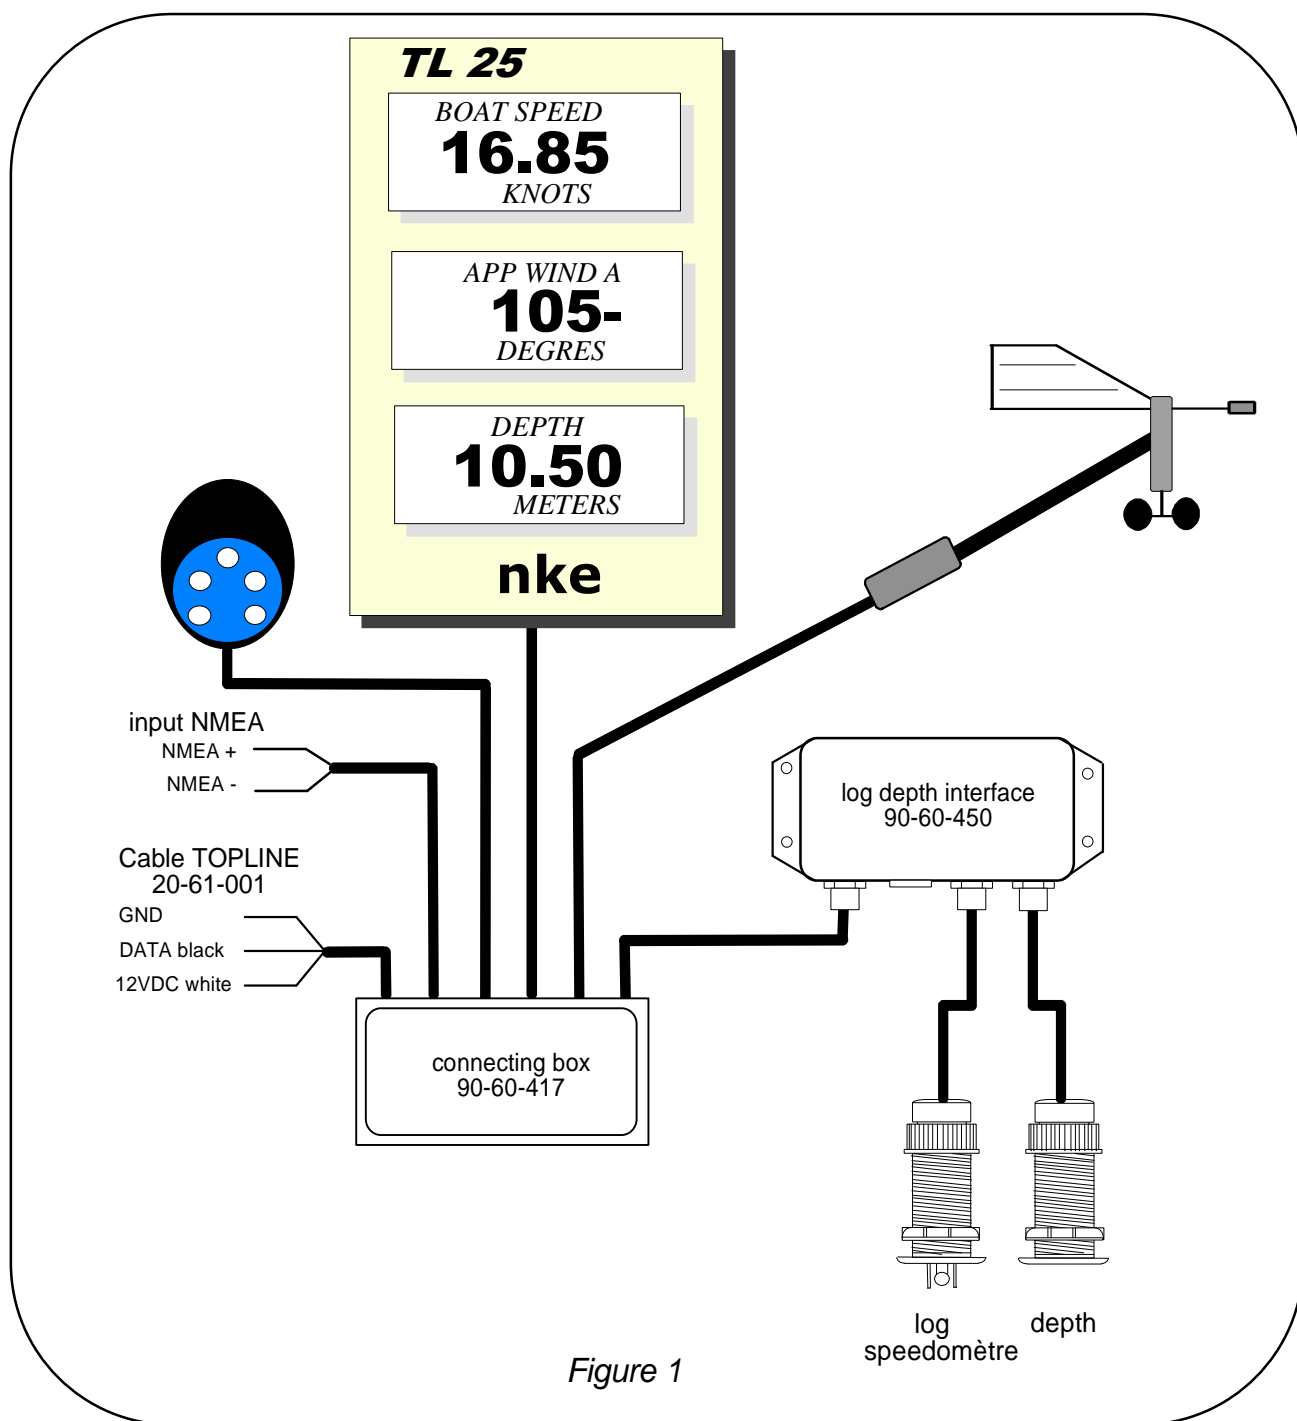 TL 25
BOAT SPEED
16.85
KNOTS
APP WIND A
105-
DEGRES
DEPTH
10.50
METERS
nke
input NMEA
NMEA +
NMEA -
Cable TOPLINE
20-61-001
GND
DATA black
12VDC white
log depth interface
90-60-450
connecting box
90-60-417
log
speedomètre
depth
Figure 1